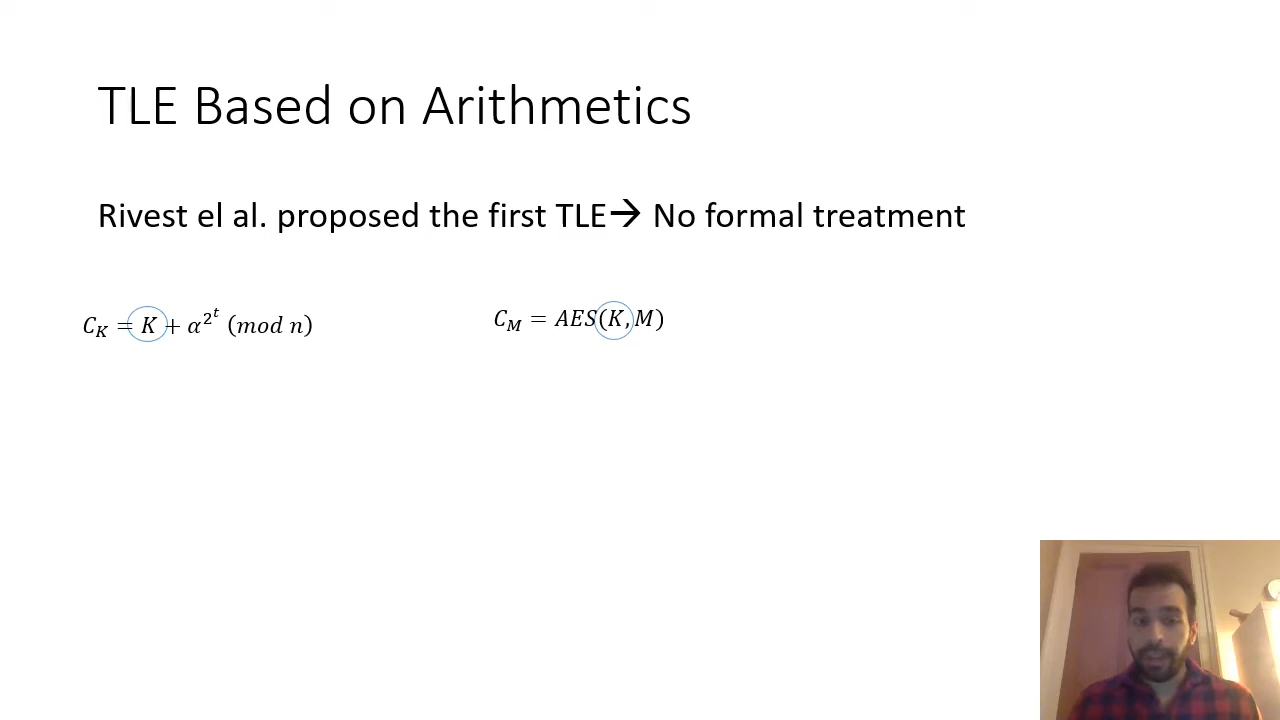 TLE Based on Arithmetics
Rivest el al. proposed the first TLE→ No formal treatment
C_K = K + α^{2^t} (mod n)
C_M = AES(K, M)